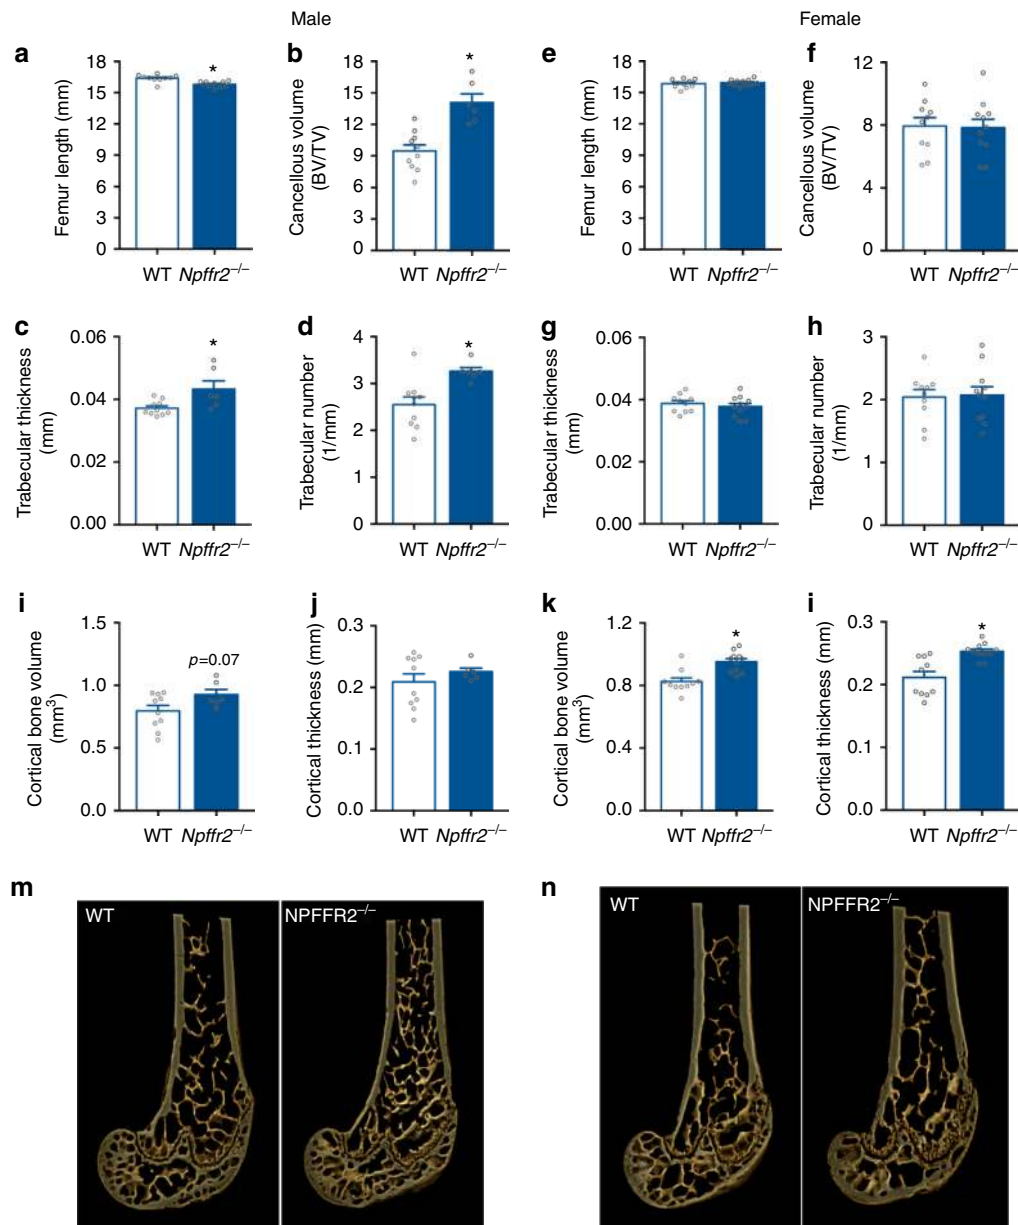 Male
Female
a
Femur length (mm)
18
15
12
9
6
3
0
*
WT Npffr2−/−
b
Cancellous volume
(BV/TV)
18
15
12
9
6
3
0
*
WT Npffr2−/−
e
Femur length (mm)
18
15
12
9
6
3
0
WT Npffr2−/−
f
Cancellous volume
(BV/TV)
12
8
4
0
WT Npffr2−/−
c
Trabecular thickness
(mm)
0.06
0.04
0.02
0.00
*
WT Npffr2−/−
d
Trabecular number
(1/mm)
4
3
2
1
0
*
WT Npffr2−/−
g
Trabecular thickness
(mm)
0.06
0.04
0.02
0.00
WT Npffr2−/−
h
Trabecular number
(1/mm)
3
2
1
0
WT Npffr2−/−
i
Cortical bone volume
(mm3)
1.5
1.0
0.5
0.0
p=0.07
WT Npffr2−/−
j
Cortical thickness (mm)
0.3
0.2
0.1
0.0
WT Npffr2−/−
k
Cortical bone volume
(mm3)
1.2
0.8
0.4
0.0
*
WT Npffr2−/−
i
Cortical thickness (mm)
0.3
0.2
0.1
0.0
*
WT Npffr2−/−
m
WT
NPFFR2−/−
n
WT
NPFFR2−/−